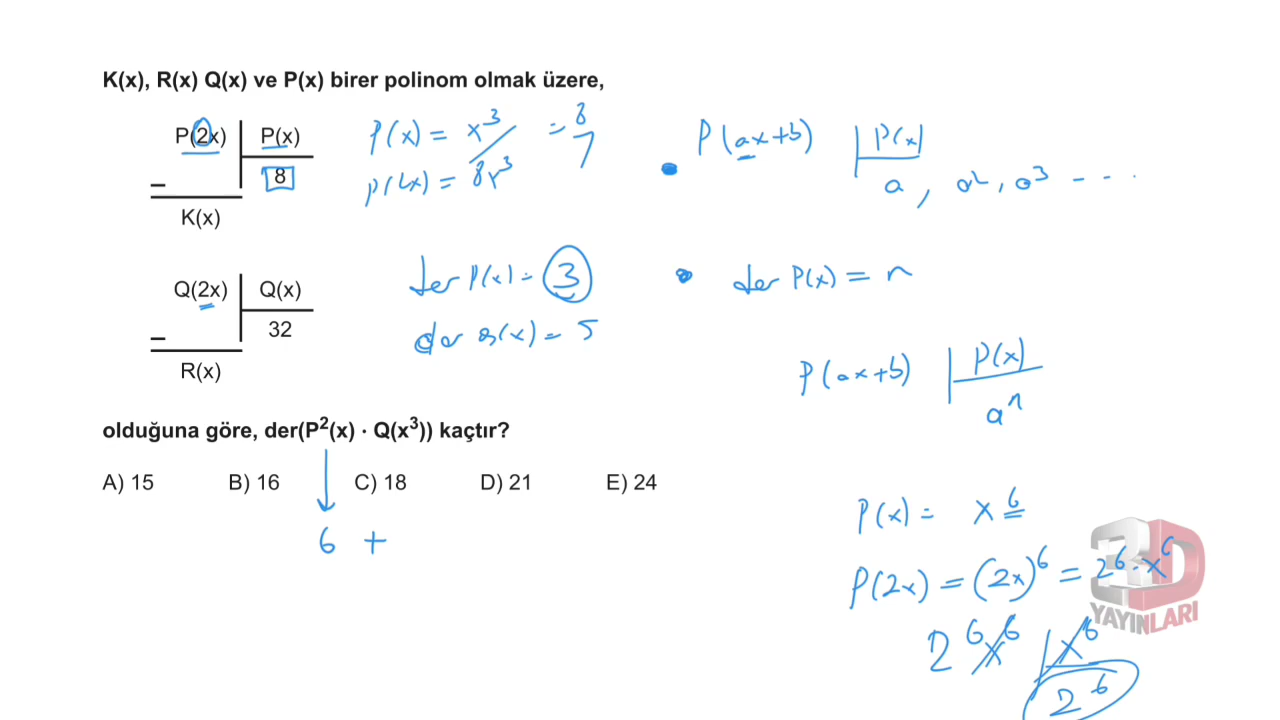 K(x), R(x) Q(x) ve P(x) birer polinom olmak üzere,
P(2x) | P(x)
8
K(x)
P(x) = x³ = 8
P(2x) = 8x³
P(ax+b) | P(x)
a, a², a³ - - -
Q(2x) | Q(x)
32
R(x)
der P(x) = 3
der Q(x) = 5
der P(x) = n
P(ax+b) | P(x)
aⁿ
olduğuna göre, der(P²(x) · Q(x³)) kaçtır?
A) 15 B) 16 C) 18 D) 21 E) 24
6 +
P(x) = x⁶
P(2x) = (2x)⁶ = 2⁶ · x⁶
2⁶x⁶ | x⁶
2⁶
3D
YAYINLARI